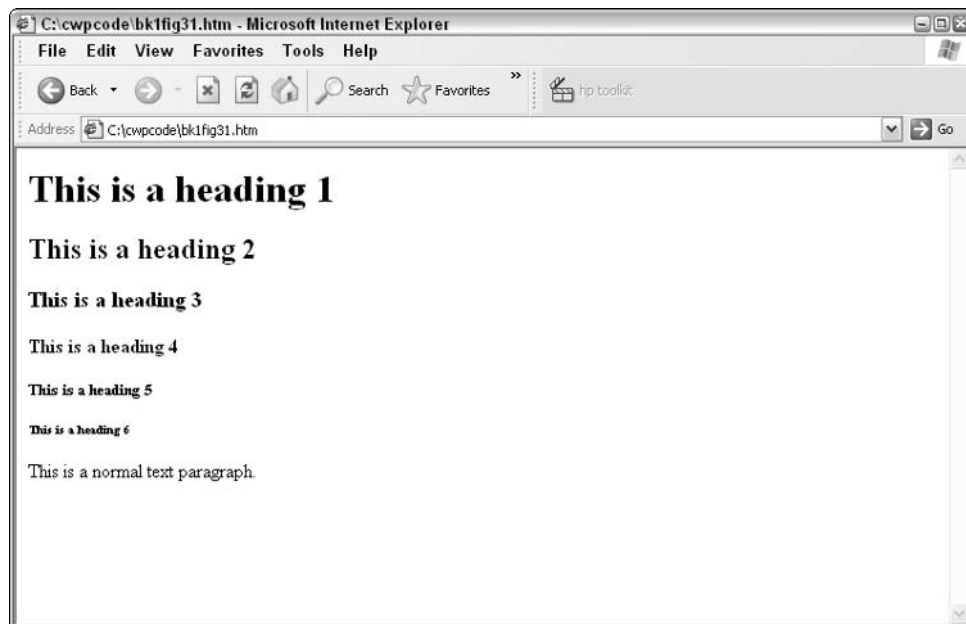 C:\cwpcode\bk1fig31.htm - Microsoft Internet Explorer
File Edit View Favorites Tools Help
Back Search Favorites » hp toolkit
Address C:\cwpcode\bk1fig31.htm Go
This is a heading 1
This is a heading 2
This is a heading 3
This is a heading 4
This is a heading 5
This is a heading 6
This is a normal text paragraph.